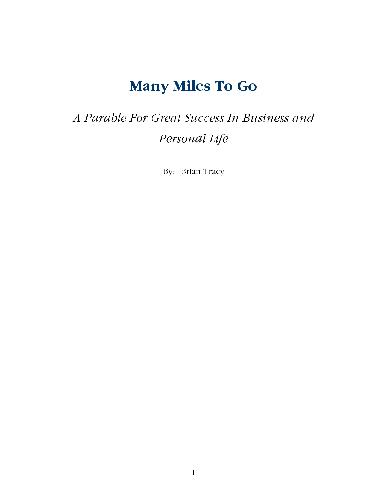 Many Miles To Go
A Parable For Great Success In Business and
Personal Life
By: Brian Tracy
1